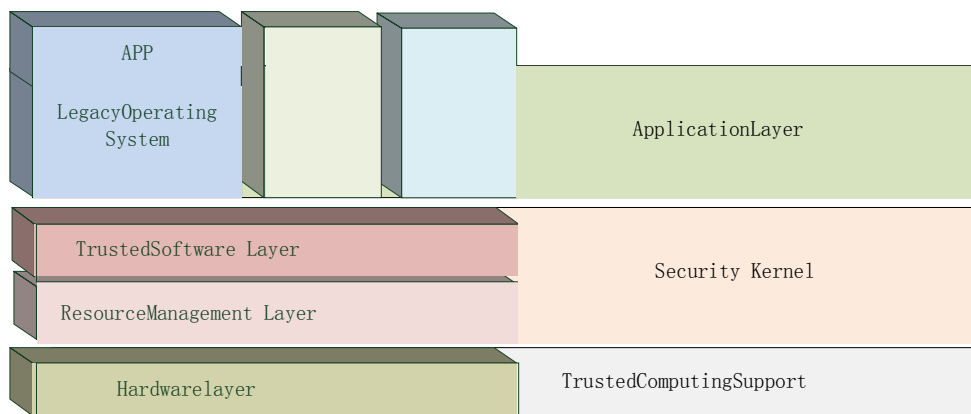 APP
LegacyOperating
System
ApplicationLayer
TrustedSoftware Layer
Security Kernel
ResourceManagement Layer
Hardwarelayer
TrustedComputingSupport